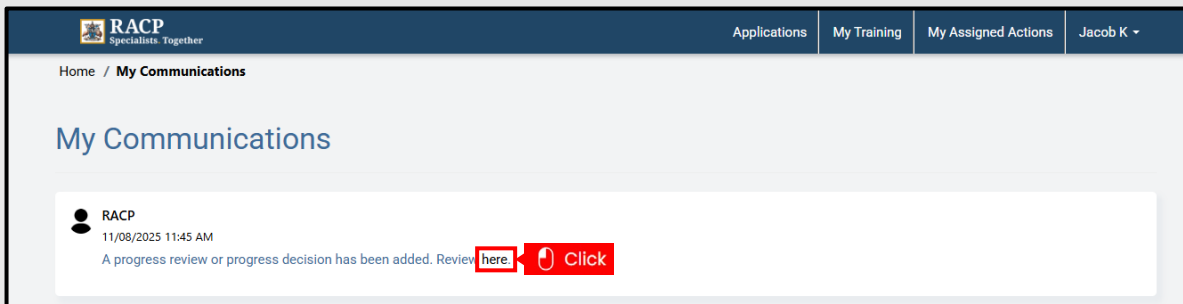 RACP
Specialists. Together
Applications
My Training
My Assigned Actions
Jacob K
Home / My Communications
My Communications
RACP
11/08/2025 11:45 AM
A progress review or progress decision has been added. Review here.
Click